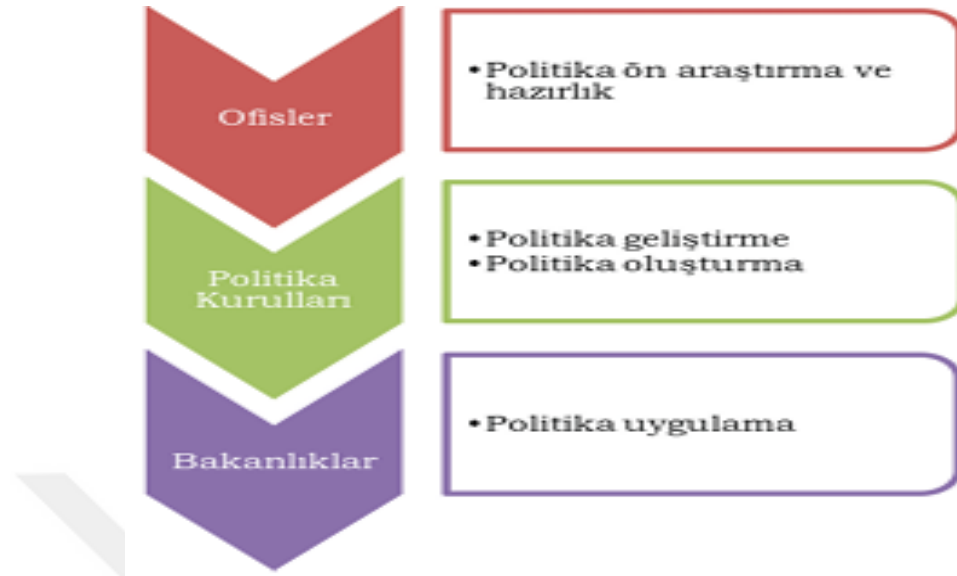 Ofisler
•Politika ön araştırma ve
hazırlık
Politika
Kurulları
•Politika geliştirme
•Politika oluşturma
Bakanlıklar
•Politika uygulama